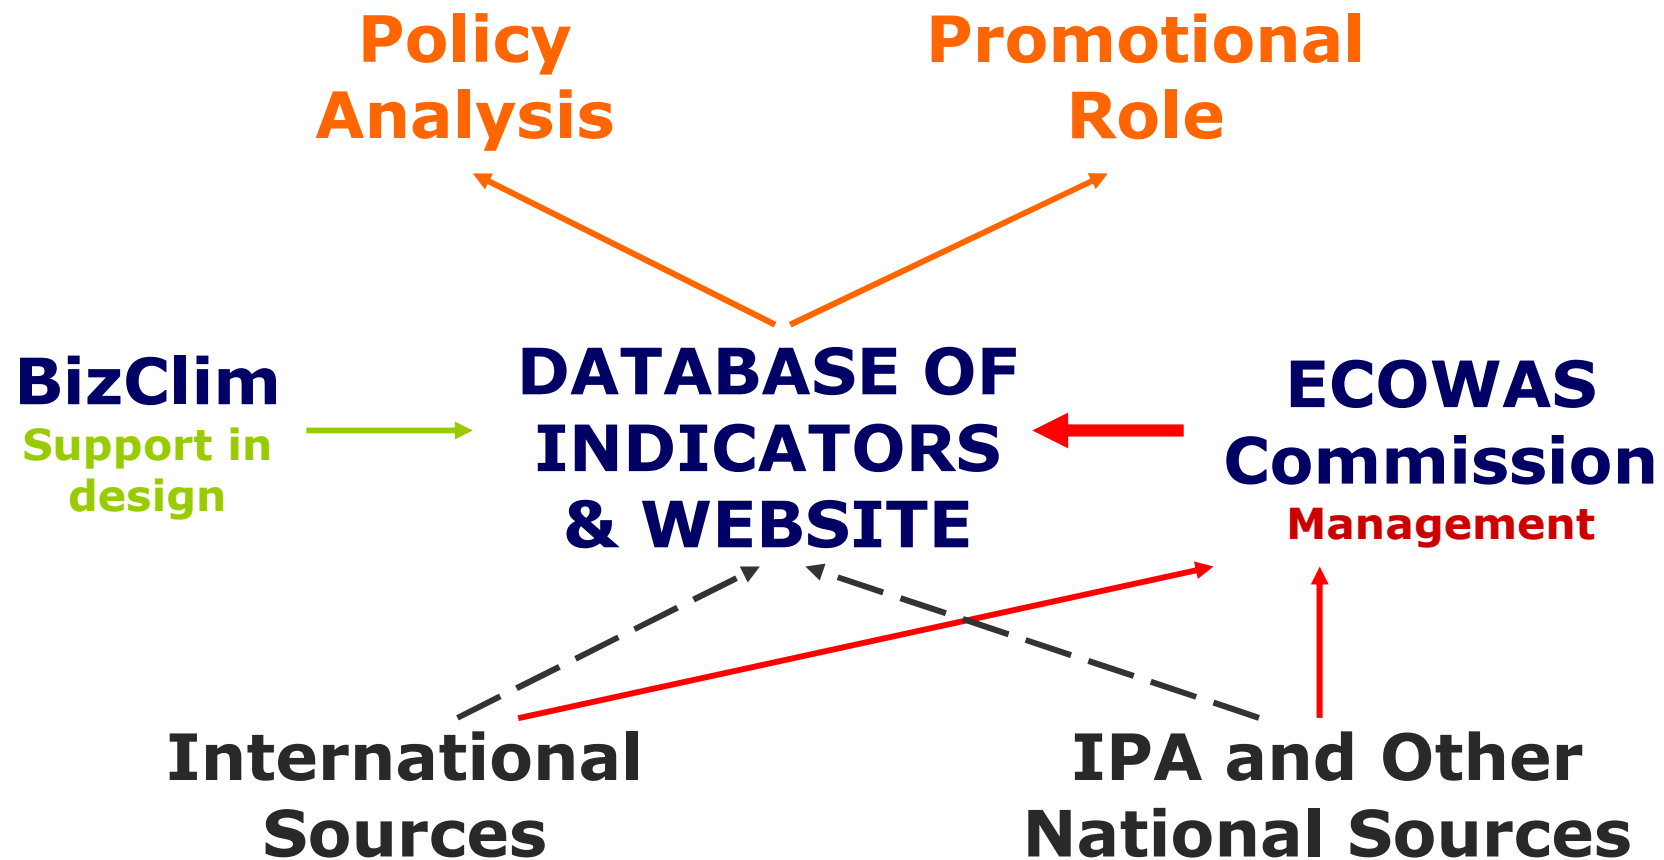 Policy
Analysis
Promotional
Role
BizClim
Support in
design
DATABASE OF
INDICATORS
& WEBSITE
ECOWAS
Commission
Management
International
Sources
IPA and Other
National Sources